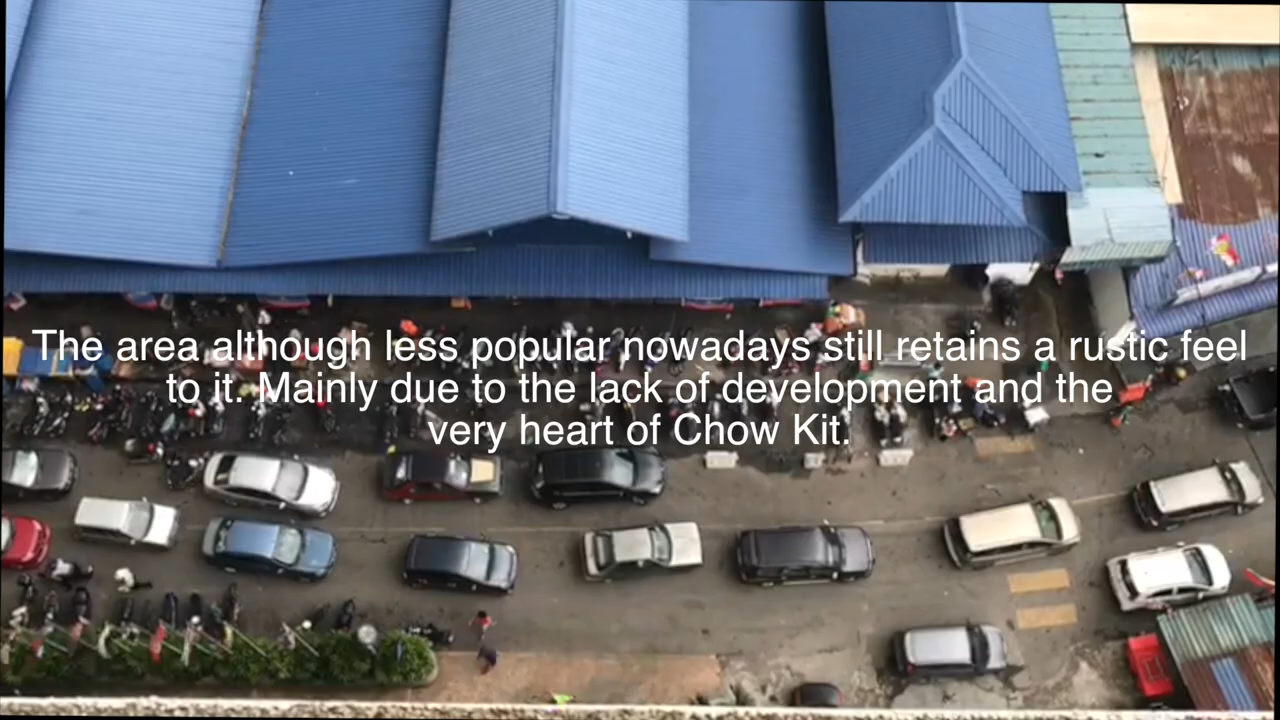 The area although less popular nowadays still retains a rustic feel
to it. Mainly due to the lack of development and the
very heart of Chow Kit.